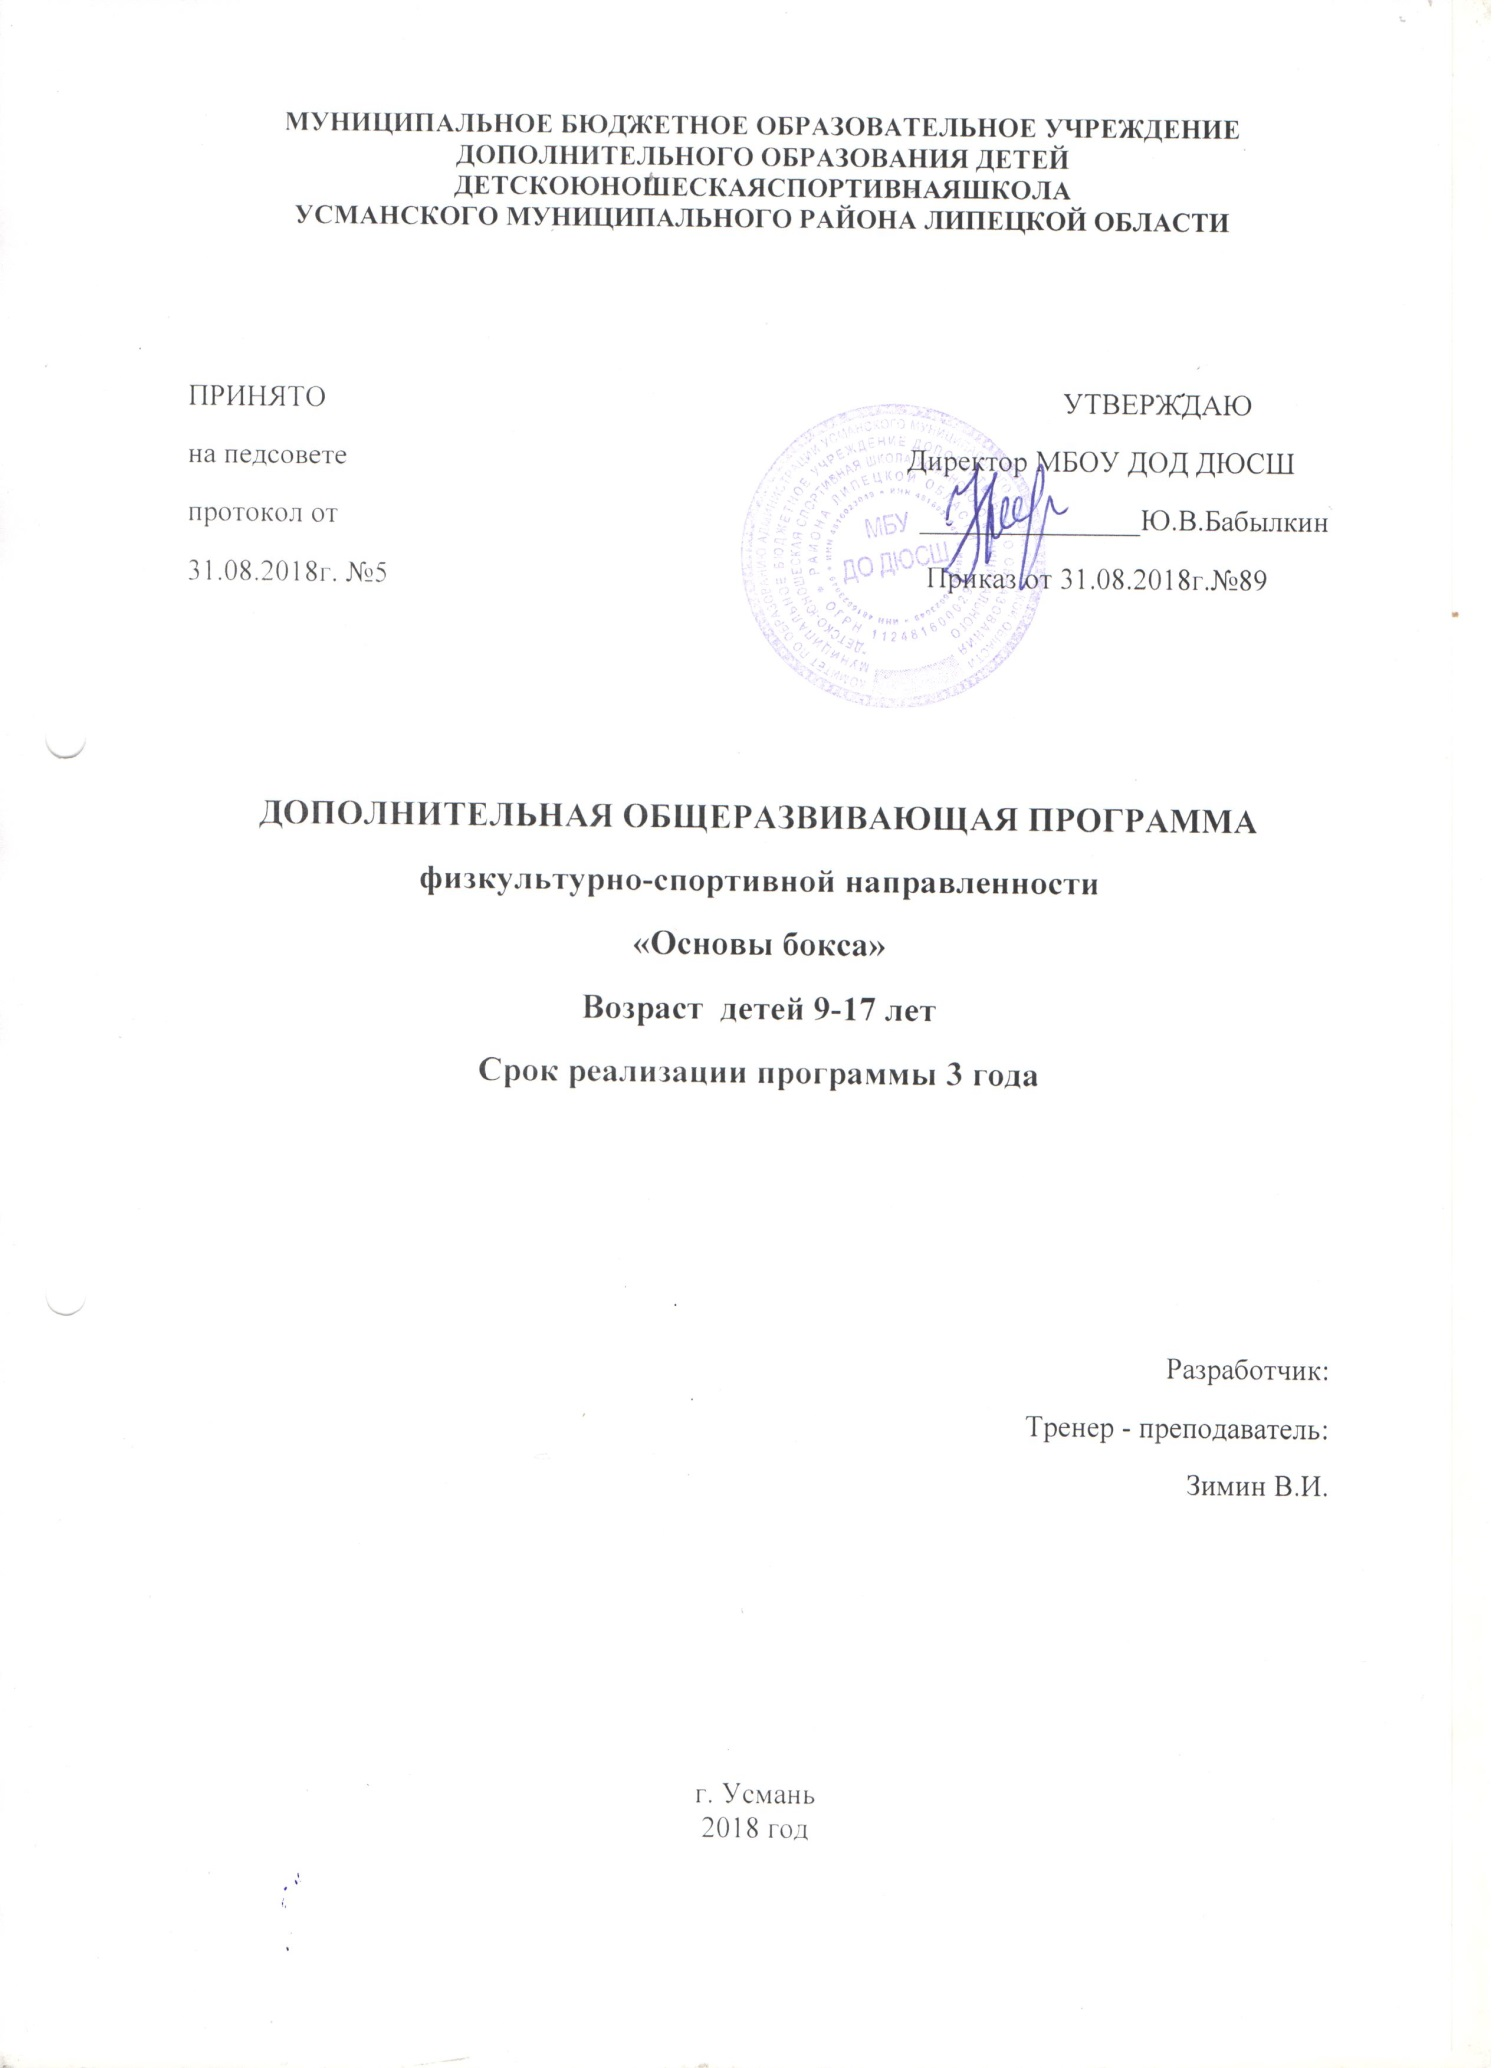 МУНИЦИПАЛЬНОЕ БЮДЖЕТНОЕ ОБРАЗОВАТЕЛЬНОЕ УЧРЕЖДЕНИЕ
ДОПОЛНИТЕЛЬНОГО ОБРАЗОВАНИЯ ДЕТЕЙ
ДЕТСКОЮНОШЕСКАЯСПОРТИВНАЯШКОЛА
УСМАНСКОГО МУНИЦИПАЛЬНОГО РАЙОНА ЛИПЕЦКОЙ ОБЛАСТИ
ПРИНЯТО
на педсовете
протокол от
31.08.2018г. №5
УТВЕРЖДАЮ
Директор МБОУ ДОД ДЮСШ
Ю.В.Бабылкин
Приказ от 31.08.2018г.№89
МБУ
ДО ДЮСШ
ДОПОЛНИТЕЛЬНАЯ ОБЩЕРАЗВИВАЮЩАЯ ПРОГРАММА
физкультурно-спортивной направленности
«Основы бокса»
Возраст детей 9-17 лет
Срок реализации программы 3 года
Разработчик:
Тренер - преподаватель:
Зимин В.И.
г. Усмань
2018 год